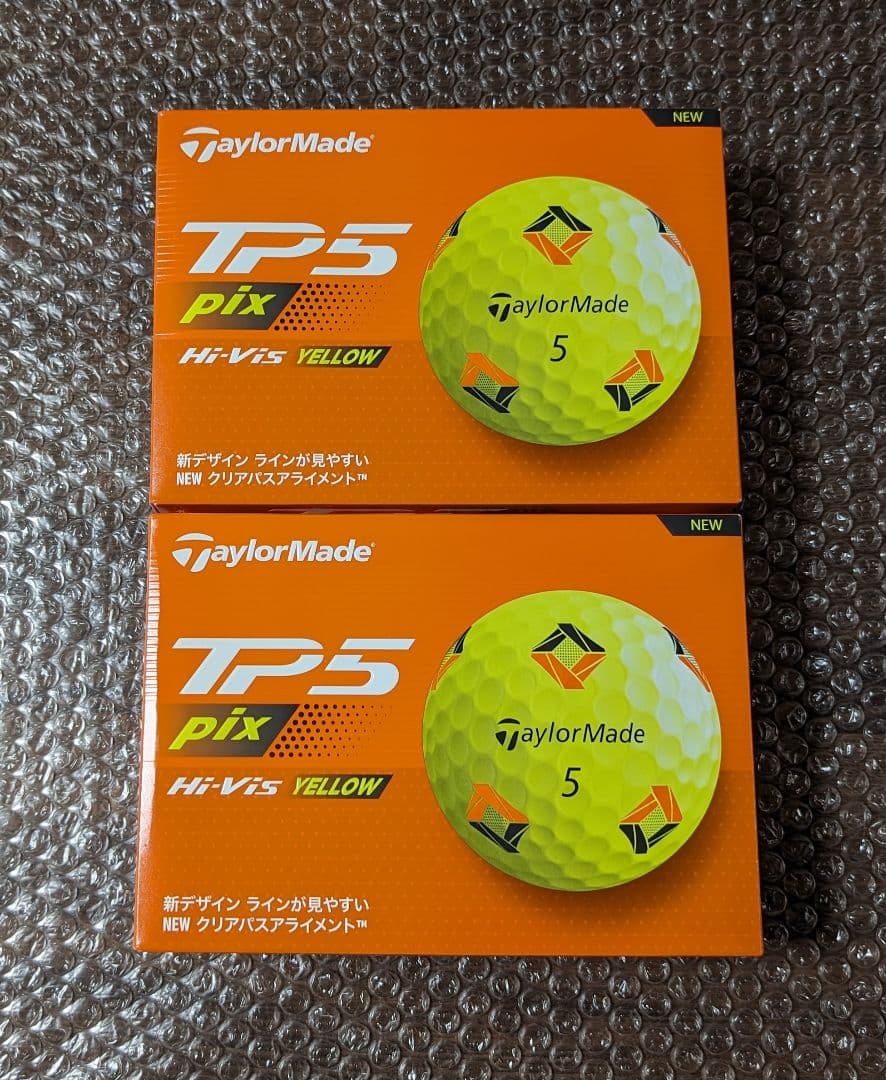 NEW
TaylorMade
TP5
pix
Hi-Vis YELLOW
TaylorMade
5
新デザイン ラインが見やすい
NEW クリアパスアライメント™
NEW
TaylorMade
TP5
pix
Hi-Vis YELLOW
TaylorMade
5
新デザイン ラインが見やすい
NEW クリアパスアライメント™